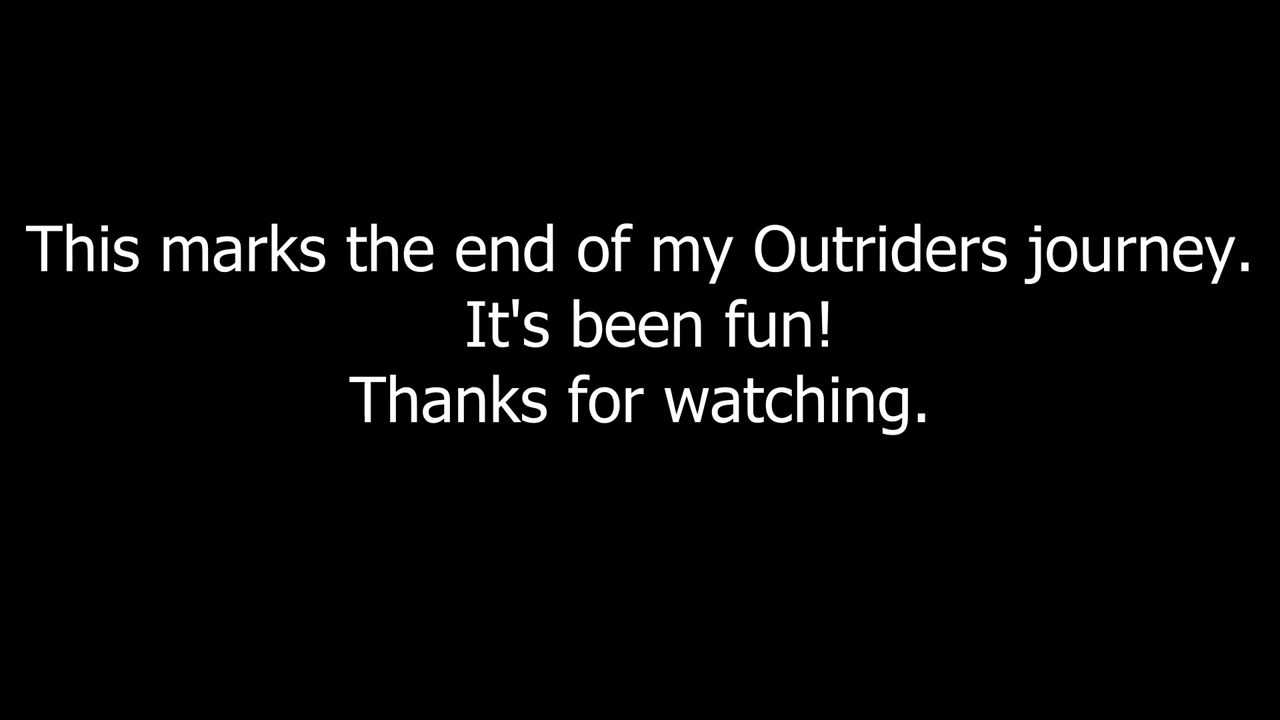 This marks the end of my Outriders journey.
It's been fun!
Thanks for watching.